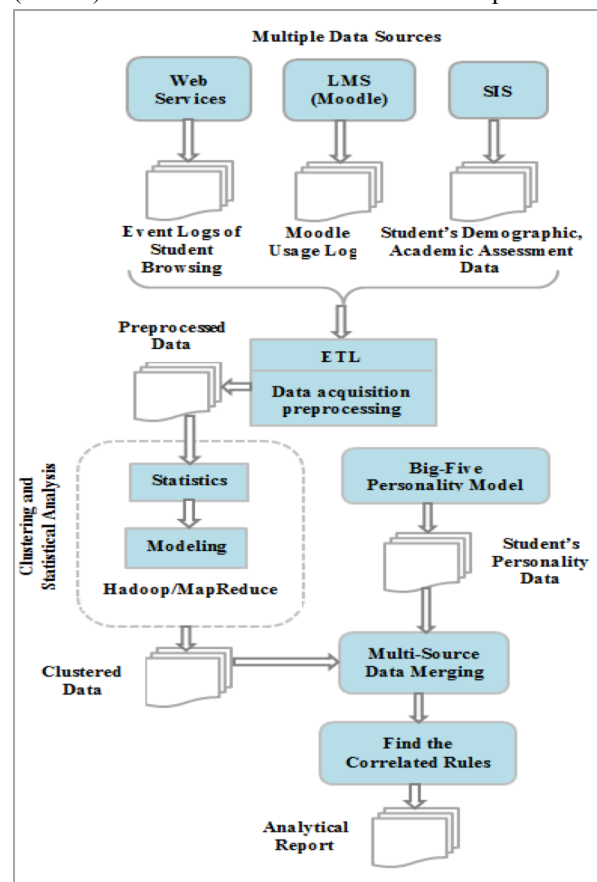 Multiple Data Sources
Web
Services
LMS
(Moodle)
SIS
Event Logs of
Student
Browsing
Moodle
Usage Log
Student's Demographic,
Academic Assessment
Data
Preprocessed
Data
ETL
Data acquisition
preprocessing
Clustering and
Statistical Analysis
Statistics
Modeling
Hadoop/MapReduce
Big-Five
Personality Model
Student's
Personality
Data
Clustered
Data
Multi-Source
Data Merging
Find the
Correlated Rules
Analytical
Report